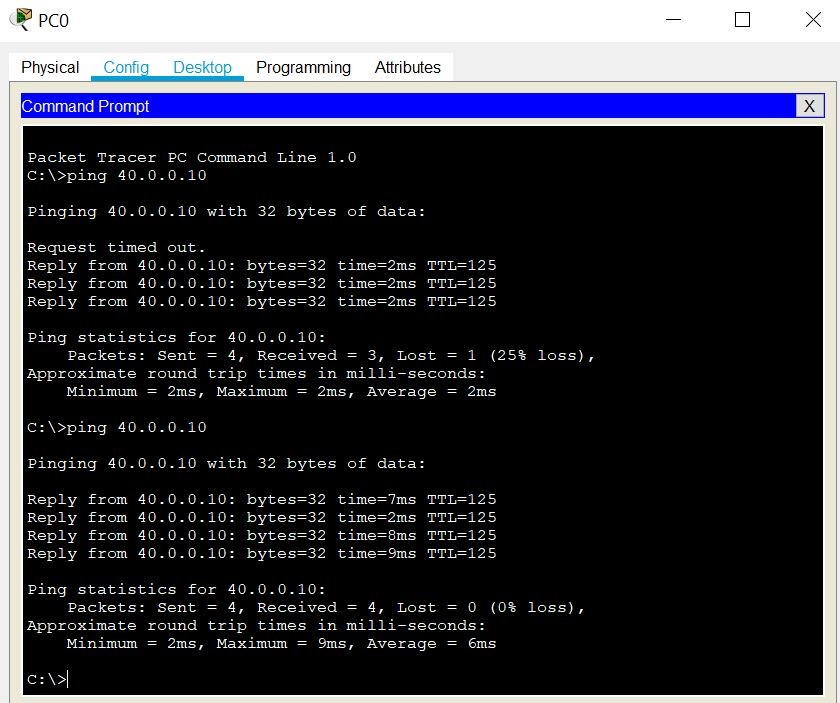 PC0
Physical Config Desktop Programming Attributes
Command Prompt X
Packet Tracer PC Command Line 1.0
C:\>ping 40.0.0.10
Pinging 40.0.0.10 with 32 bytes of data:
Request timed out.
Reply from 40.0.0.10: bytes=32 time=2ms TTL=125
Reply from 40.0.0.10: bytes=32 time=2ms TTL=125
Reply from 40.0.0.10: bytes=32 time=2ms TTL=125
Ping statistics for 40.0.0.10:
Packets: Sent = 4, Received = 3, Lost = 1 (25% loss),
Approximate round trip times in milli-seconds:
Minimum = 2ms, Maximum = 2ms, Average = 2ms
C:\>ping 40.0.0.10
Pinging 40.0.0.10 with 32 bytes of data:
Reply from 40.0.0.10: bytes=32 time=7ms TTL=125
Reply from 40.0.0.10: bytes=32 time=2ms TTL=125
Reply from 40.0.0.10: bytes=32 time=8ms TTL=125
Reply from 40.0.0.10: bytes=32 time=9ms TTL=125
Ping statistics for 40.0.0.10:
Packets: Sent = 4, Received = 4, Lost = 0 (0% loss),
Approximate round trip times in milli-seconds:
Minimum = 2ms, Maximum = 9ms, Average = 6ms
C:\>